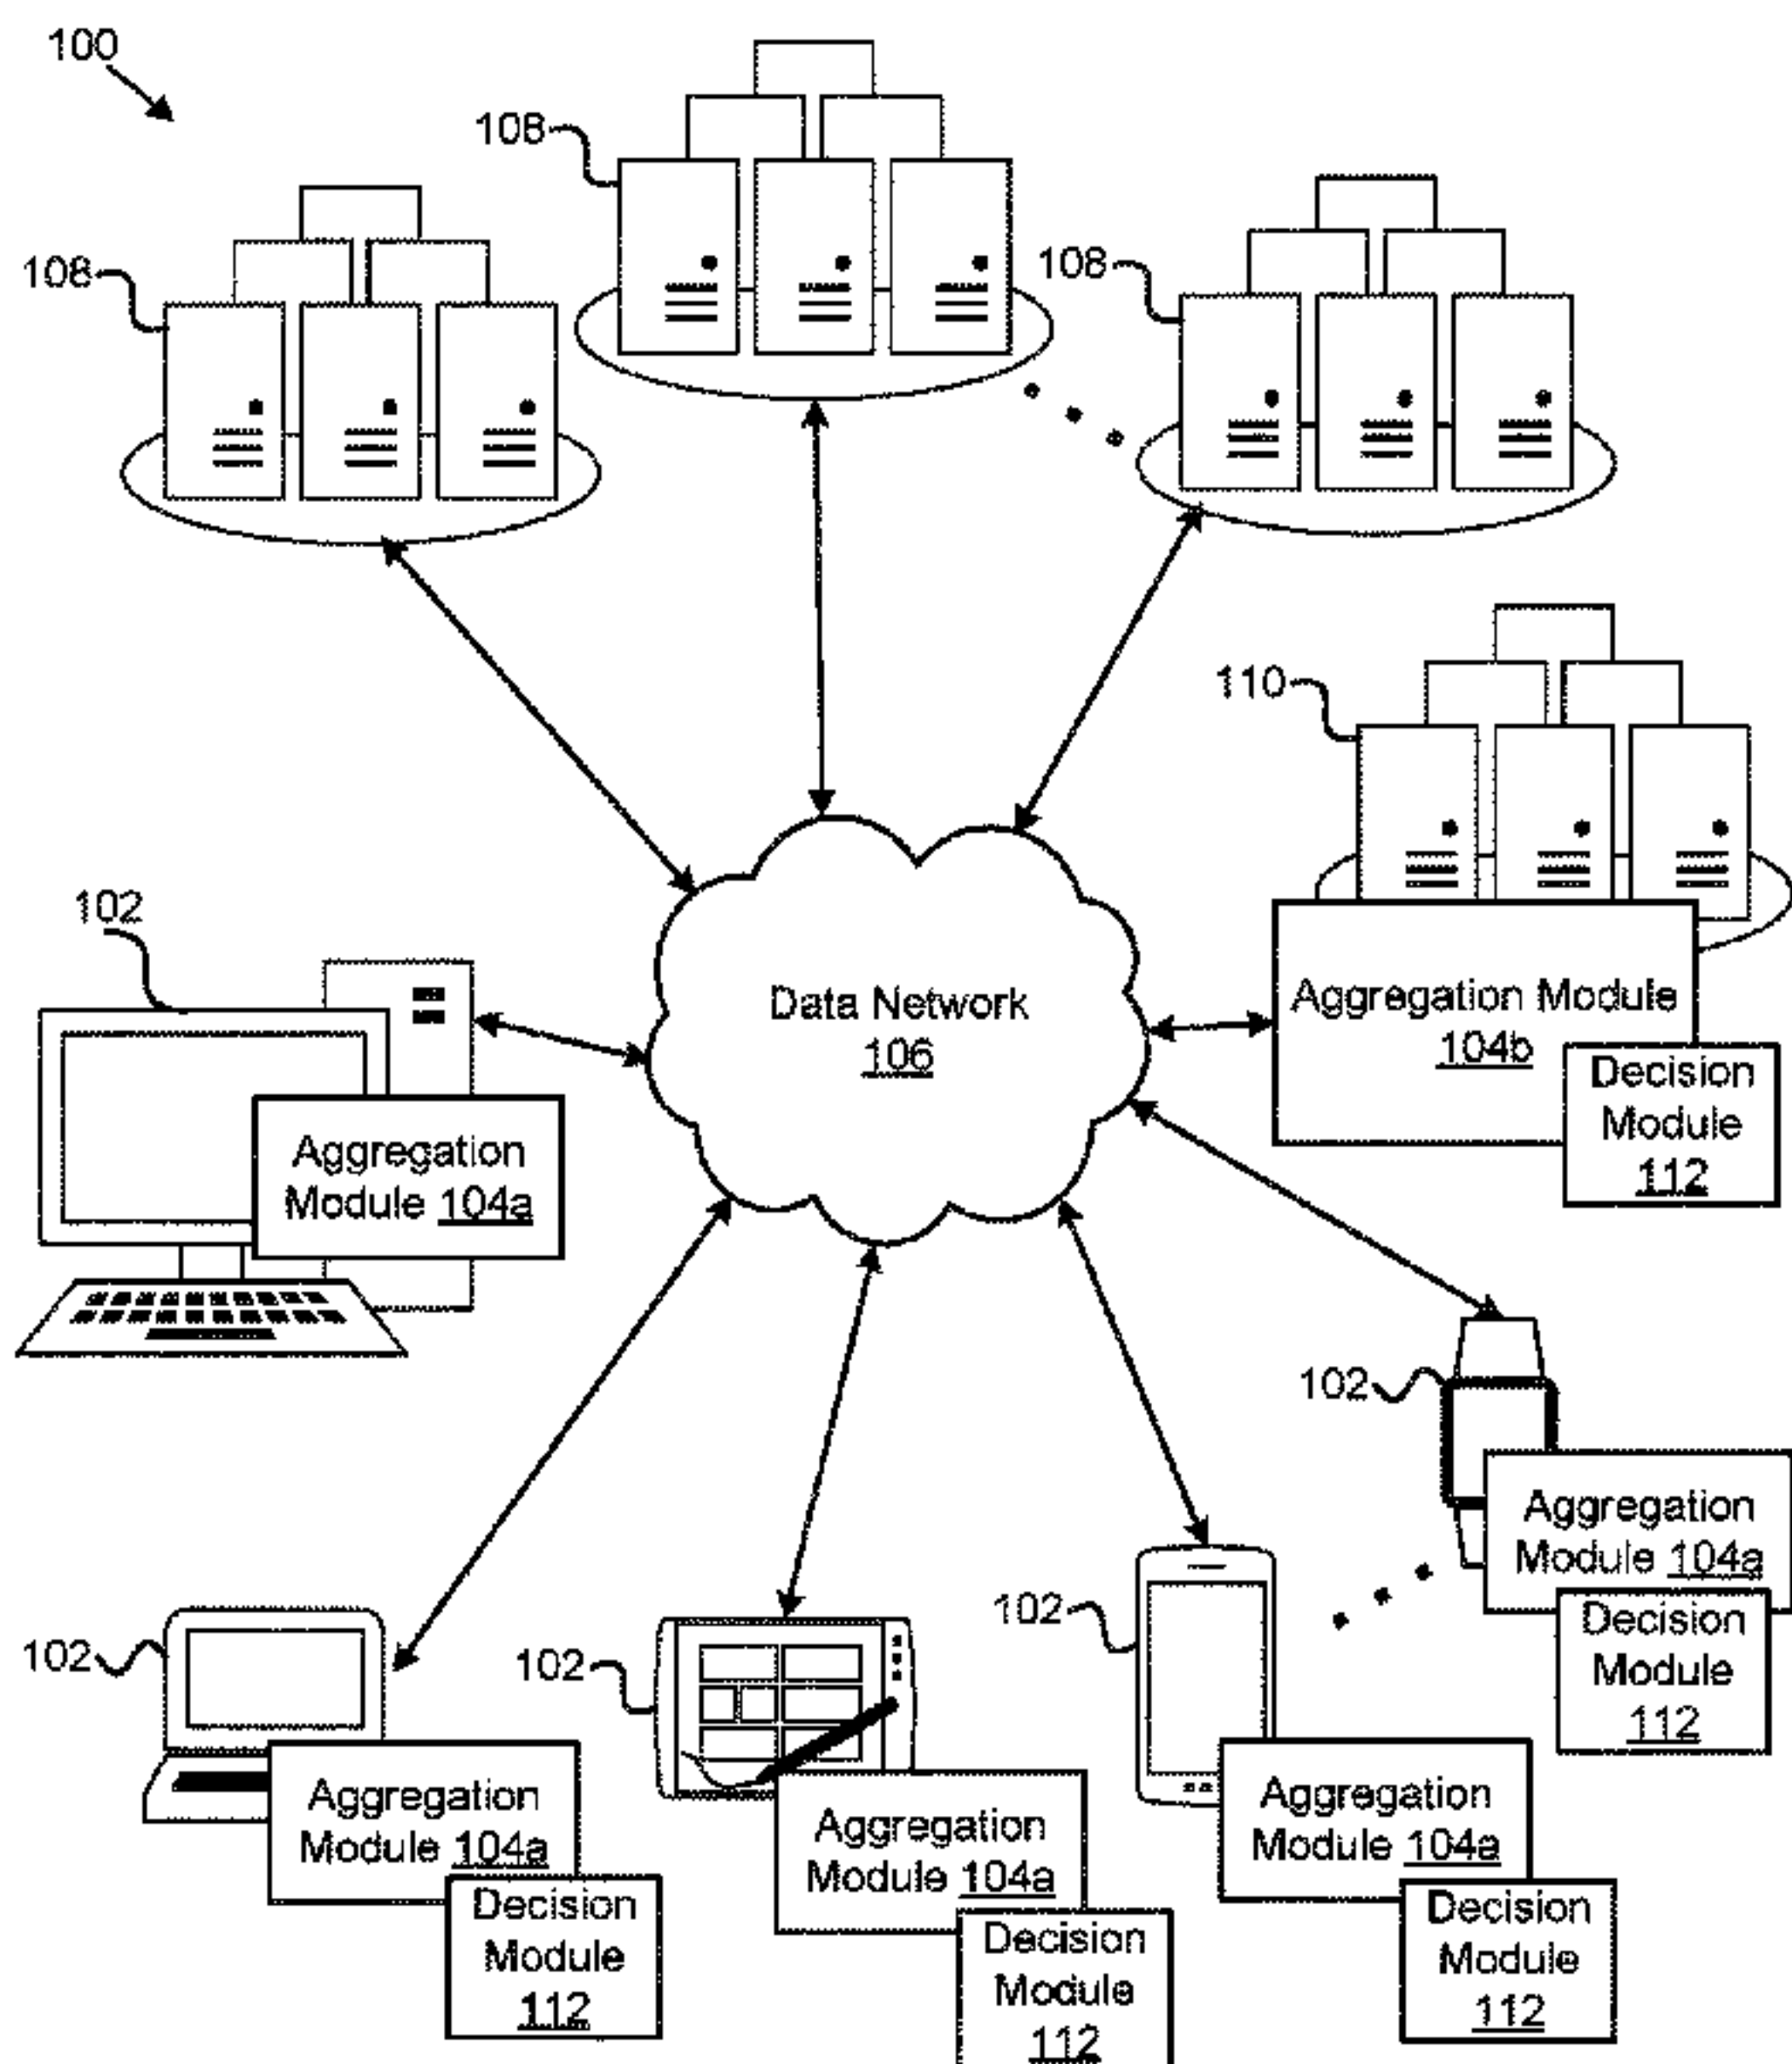 100
108
108
108
110
102
Data Network
106
Aggregation Module
104b
Decision
Module
112
Aggregation
Module 104a
102
Aggregation
Module 104a
Decision
Module
112
102
Aggregation
Module 104a
Decision
Module
112
102
Aggregation
Module 104a
Decision
Module
112
102
Aggregation
Module 104a
Decision
Module
112